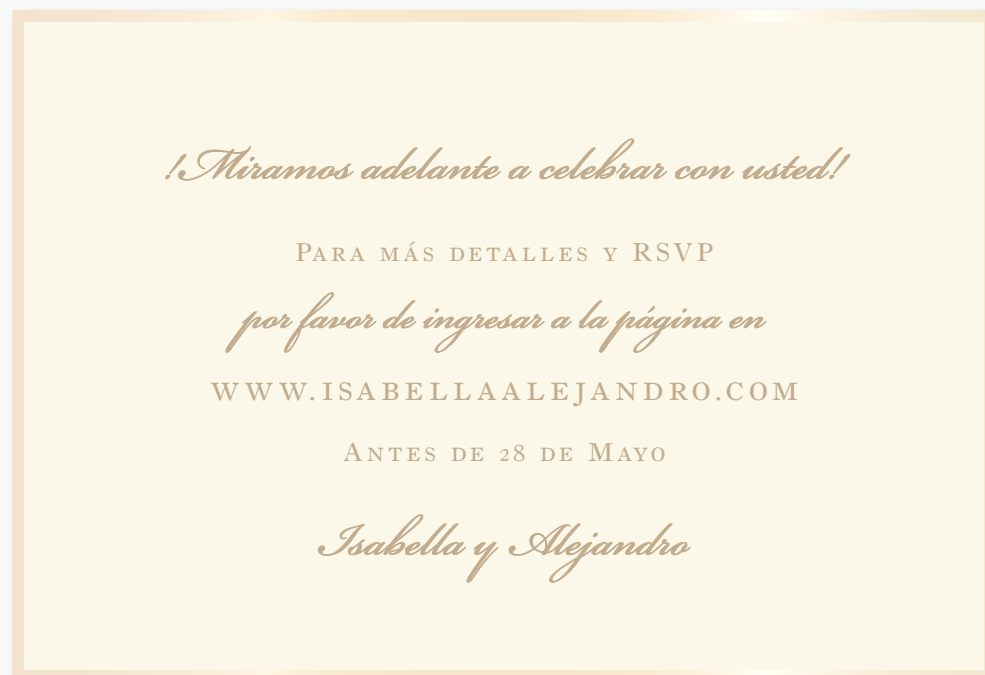 !Miramos adelante a celebrar con usted!
Para más detalles y RSVP
por favor de ingresar a la página en
www.isabellaalejandro.com
Antes de 28 de Mayo
Isabella y Alejandro